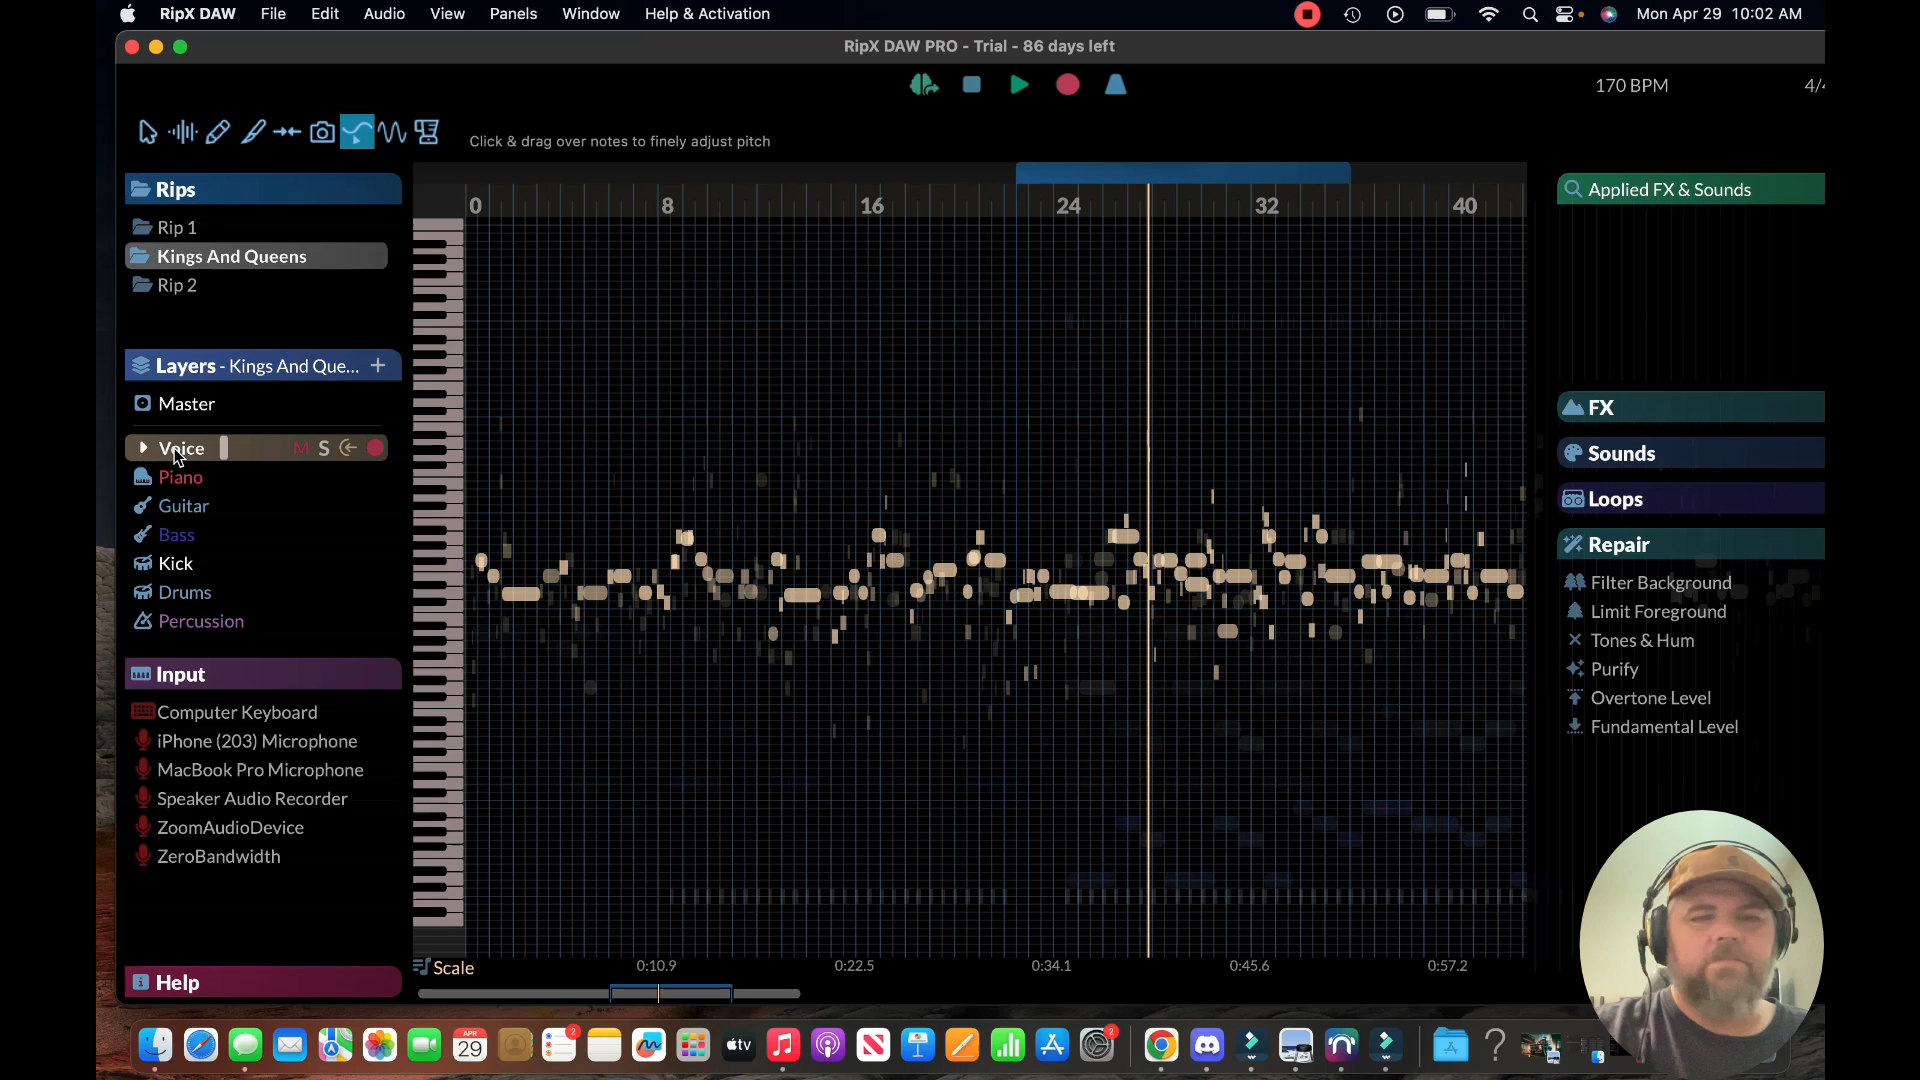 RipX DAW File Edit Audio View Panels Window Help & Activation Mon Apr 29 10:02 AM
RipX DAW PRO - Trial - 86 days left
170 BPM 4/4
Click & drag over notes to finely adjust pitch
Rips
Rip 1
Kings And Queens
Rip 2
Layers - Kings And Que... +
Master
Voice M S
Piano
Guitar
Bass
Kick
Drums
Percussion
Input
Computer Keyboard
iPhone (203) Microphone
MacBook Pro Microphone
Speaker Audio Recorder
ZoomAudioDevice
ZeroBandwidth
Help
0 8 16 24 32 40
Scale 0:10.9 0:22.5 0:34.1 0:45.6 0:57.2
Applied FX & Sounds
FX
Sounds
Loops
Repair
Filter Background
Limit Foreground
Tones & Hum
Purify
Overtone Level
Fundamental Level
APR
29
2
tv
2